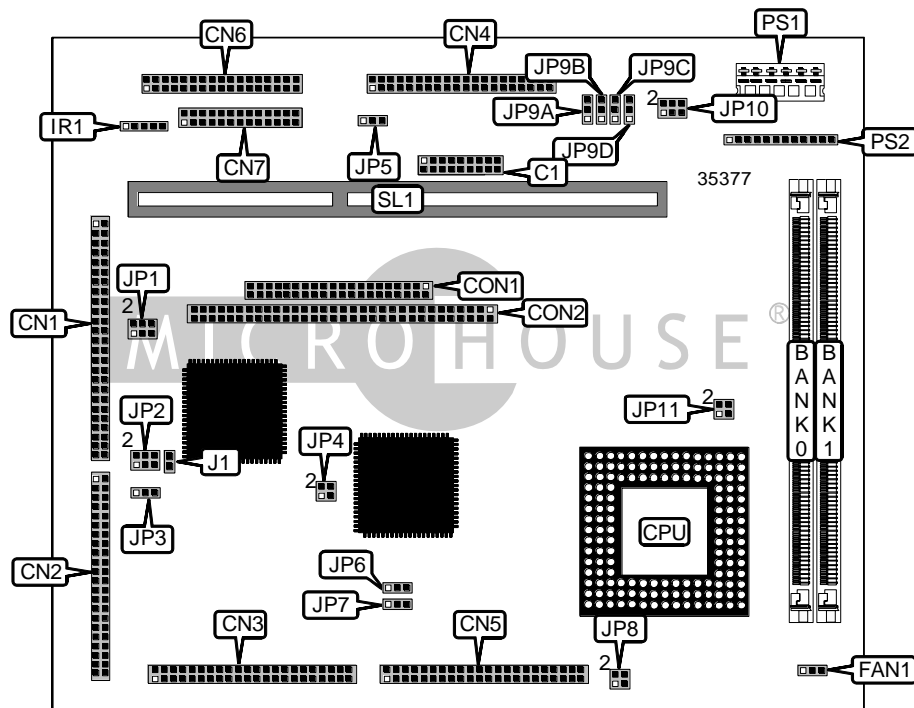 PS1
CN6
CN4
JP9B
JP9C
JP9A
2
JP10
IR1
CN7
JP5
JP9D
C1
PS2
35377
SL1
JP1
2
CON1
CON2
CN1
MICROHOUSE®
BANK0
BANK1
JP11
2
JP2
2
J1
JP4
2
JP3
CPU
CN2
JP6
JP7
CN3
CN5
JP8
2
FAN1